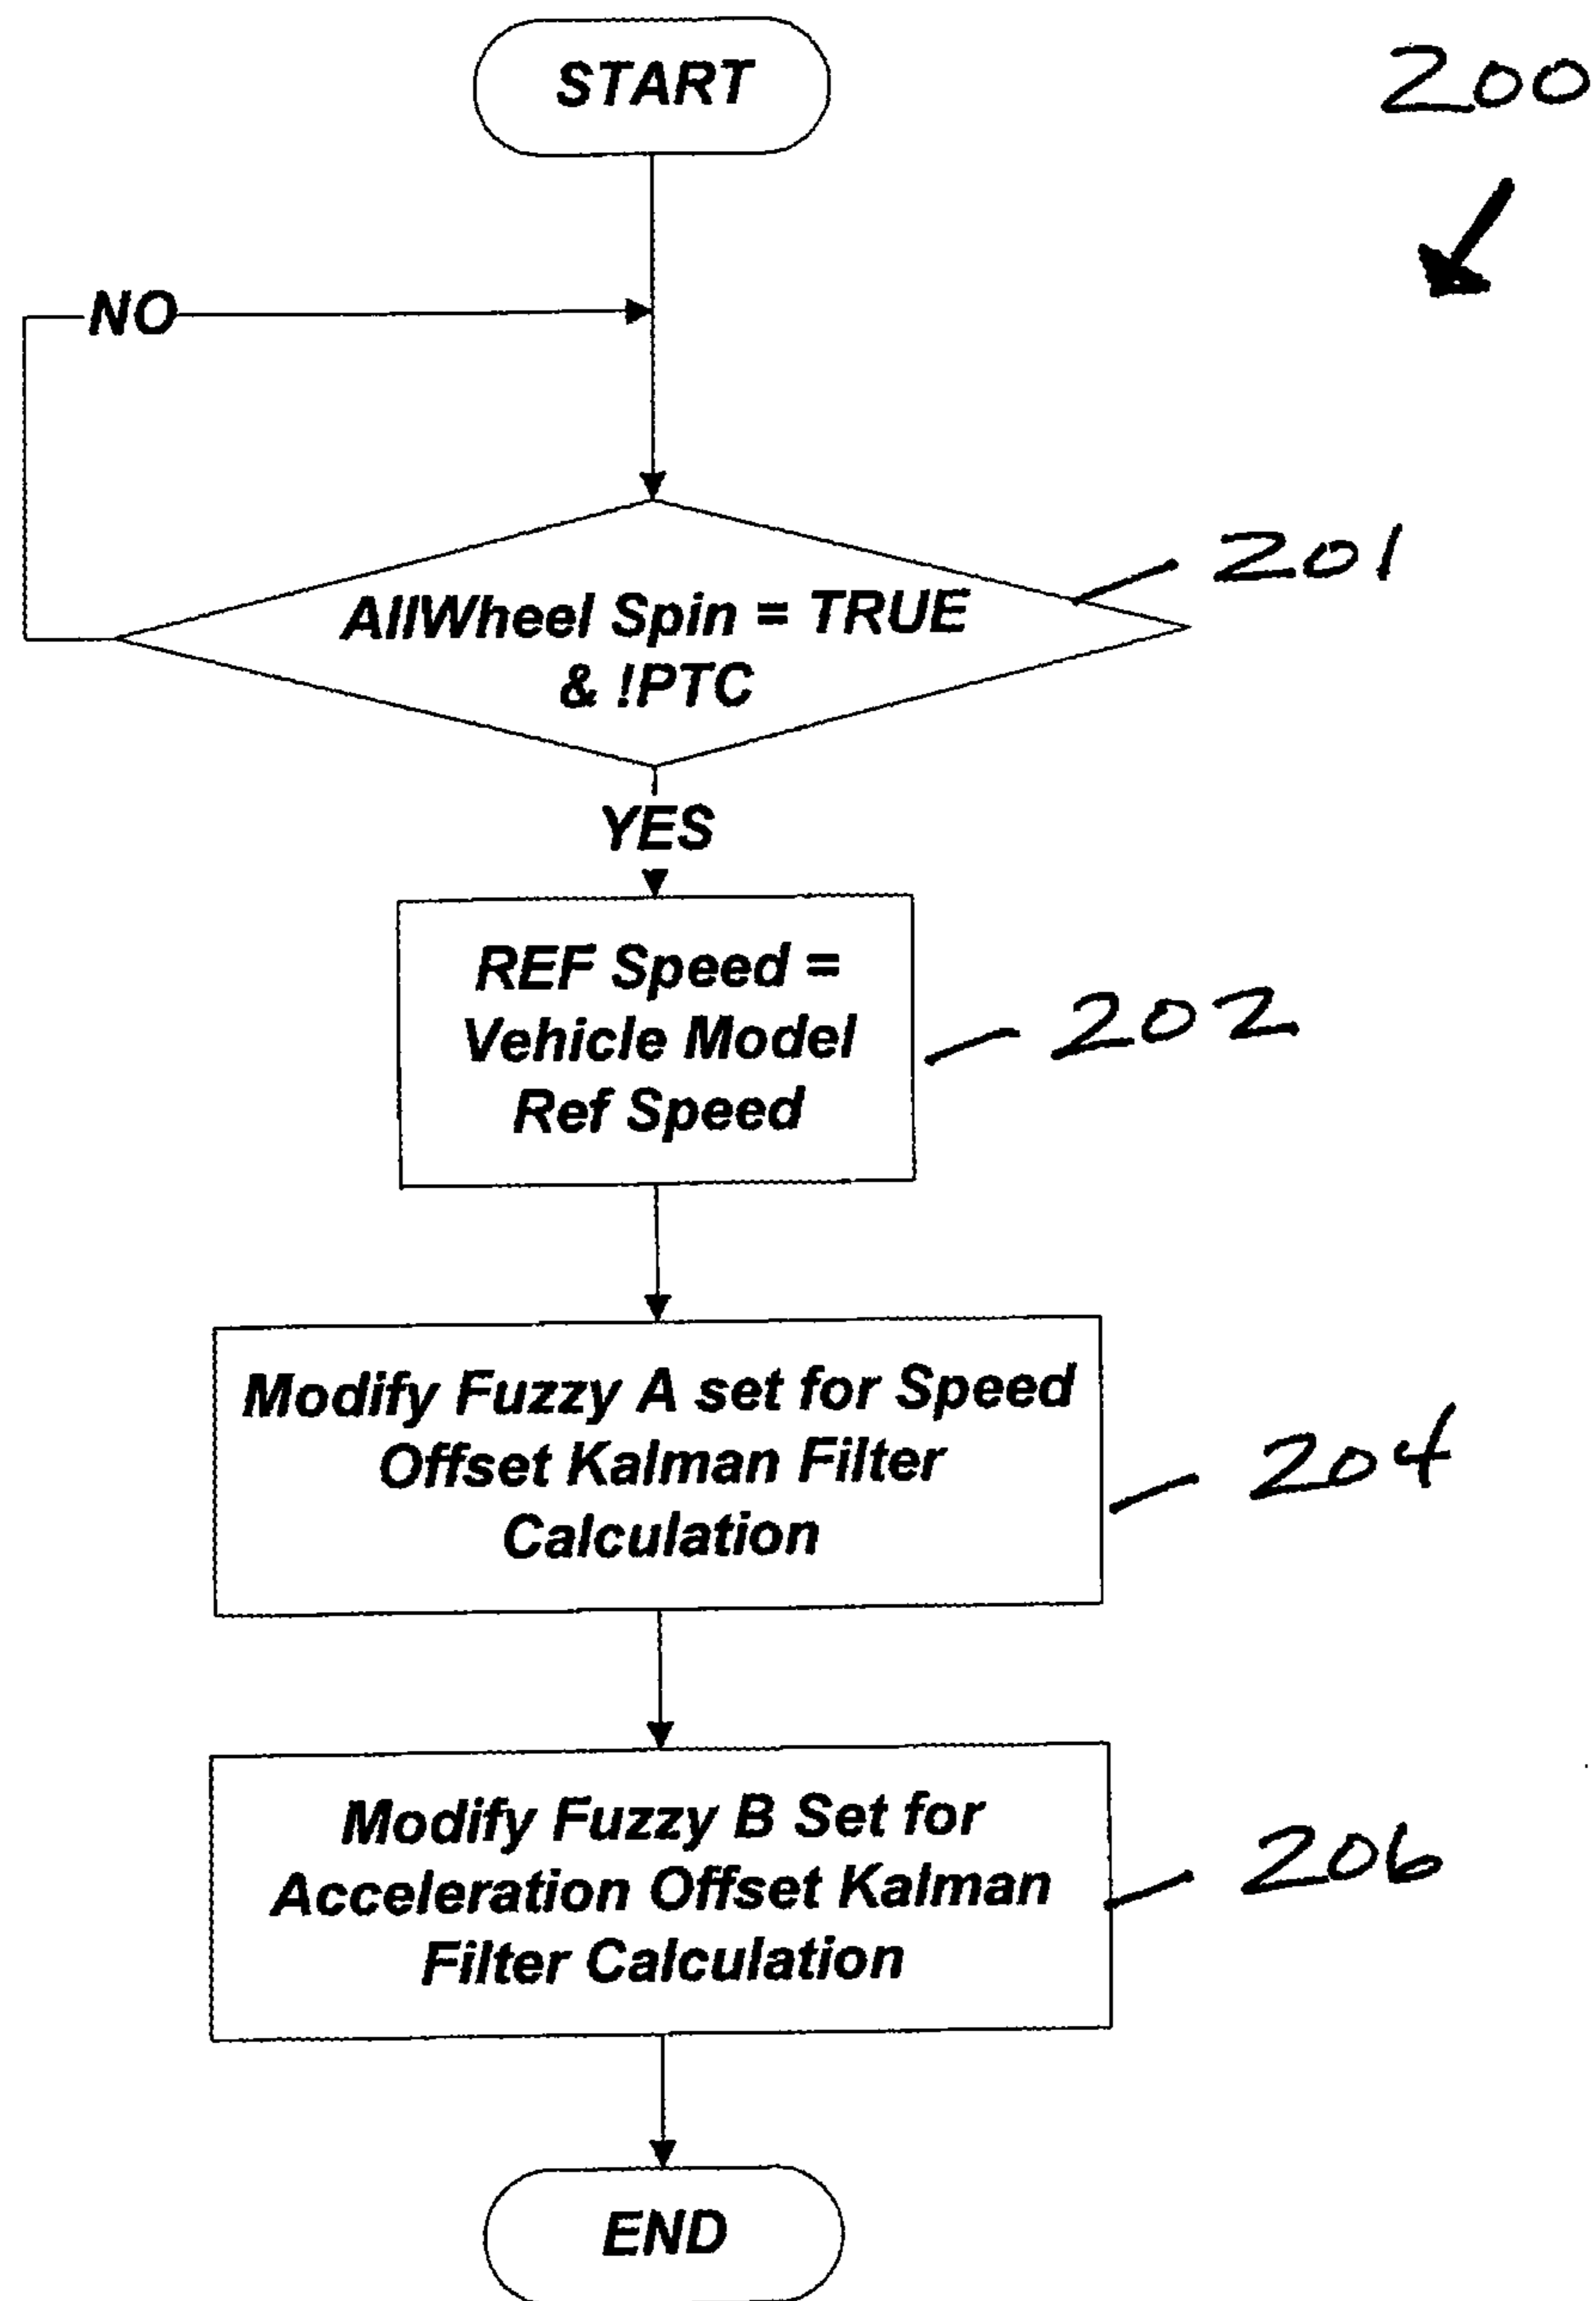 START
200
NO
201
AllWheel Spin = TRUE
& !PTC
YES
REF Speed =
Vehicle Model
Ref Speed
202
Modify Fuzzy A set for Speed
Offset Kalman Filter
Calculation
204
Modify Fuzzy B Set for
Acceleration Offset Kalman
Filter Calculation
206
END